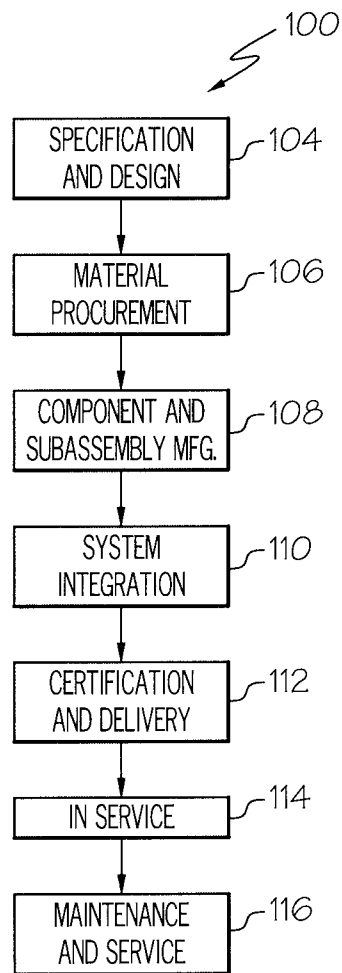 100
SPECIFICATION
AND DESIGN
104
MATERIAL
PROCUREMENT
106
COMPONENT AND
SUBASSEMBLY MFG.
108
SYSTEM
INTEGRATION
110
CERTIFICATION
AND DELIVERY
112
IN SERVICE
114
MAINTENANCE
AND SERVICE
116